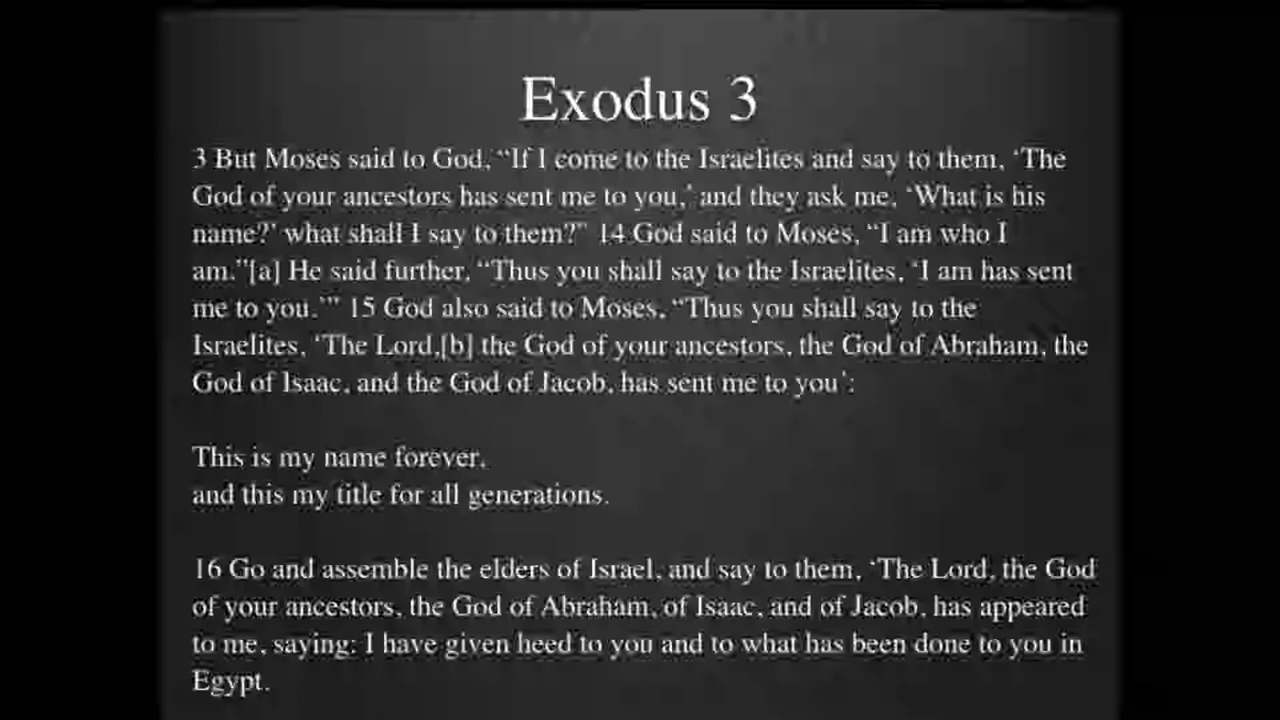 Exodus 3
3 But Moses said to God, “If I come to the Israelites and say to them, ‘The
God of your ancestors has sent me to you,’ and they ask me, ‘What is his
name?’ what shall I say to them?” 14 God said to Moses, “I am who I
am.”[a] He said further, “Thus you shall say to the Israelites, ‘I am has sent
me to you.’” 15 God also said to Moses, “Thus you shall say to the
Israelites, ‘The Lord,[b] the God of your ancestors, the God of Abraham, the
God of Isaac, and the God of Jacob, has sent me to you’:
This is my name forever,
and this my title for all generations.
16 Go and assemble the elders of Israel, and say to them, ‘The Lord, the God
of your ancestors, the God of Abraham, of Isaac, and of Jacob, has appeared
to me, saying: I have given heed to you and to what has been done to you in
Egypt.